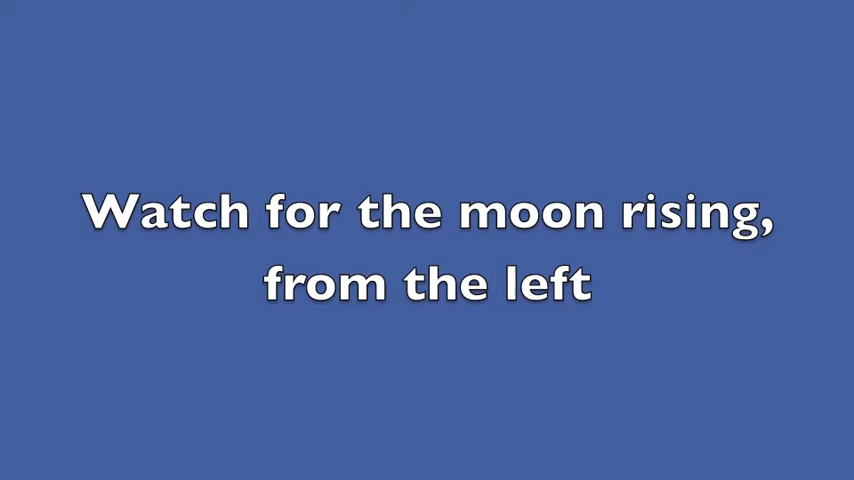 Watch for the moon rising,
from the left